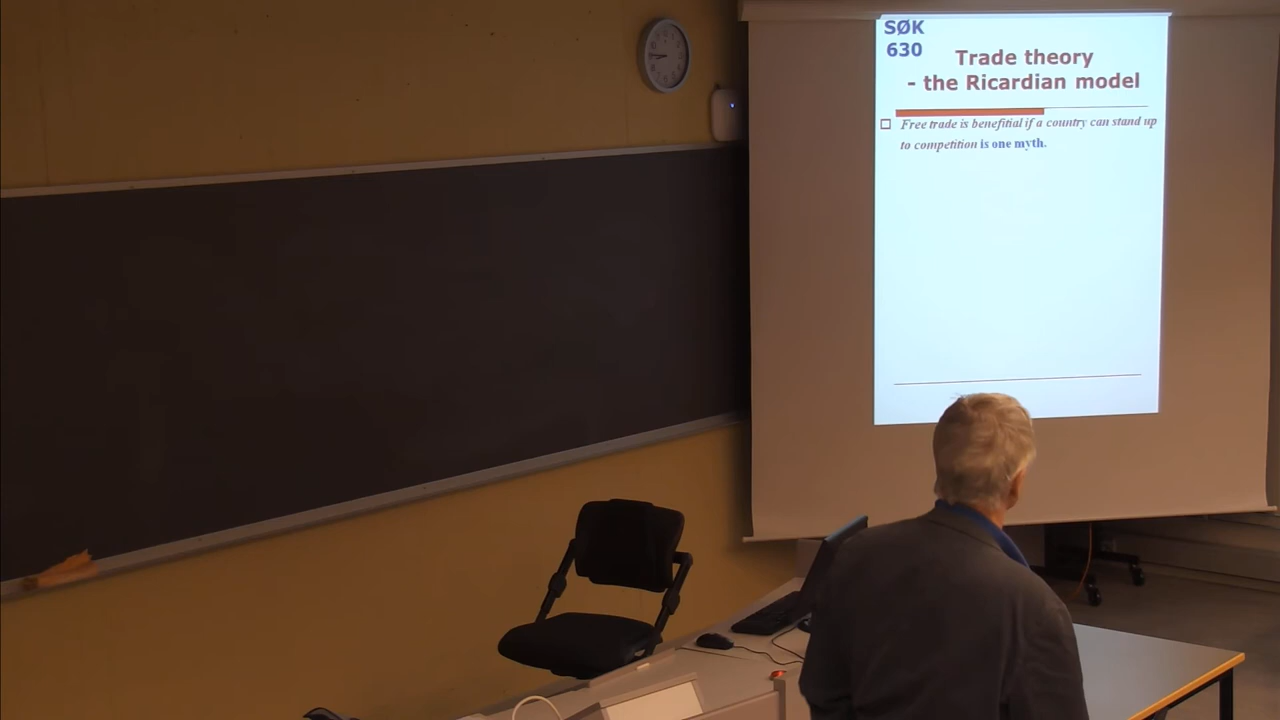 SØK
630
Trade theory
- the Ricardian model
Free trade is benefitial if a country can stand up
to competition is one myth.